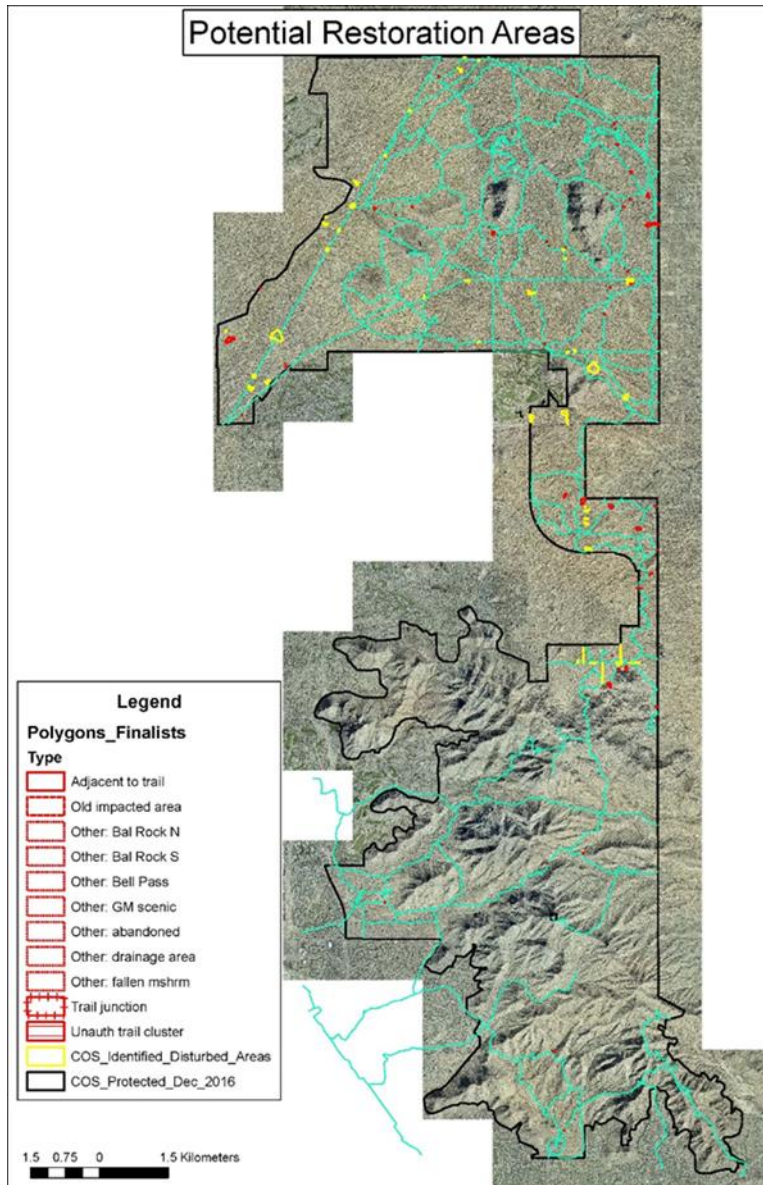 Potential Restoration Areas
Legend
Polygons_Finalists
Type
Adjacent to trail
Old impacted area
Other: Bal Rock N
Other: Bal Rock S
Other: Bell Pass
Other: GM scenic
Other: abandoned
Other: drainage area
Other: fallen mshrm
Trail junction
Unauth trail cluster
COS_Identified_Disturbed_Areas
COS_Protected_Dec_2016
1.5 0.75 0 1.5 Kilometers